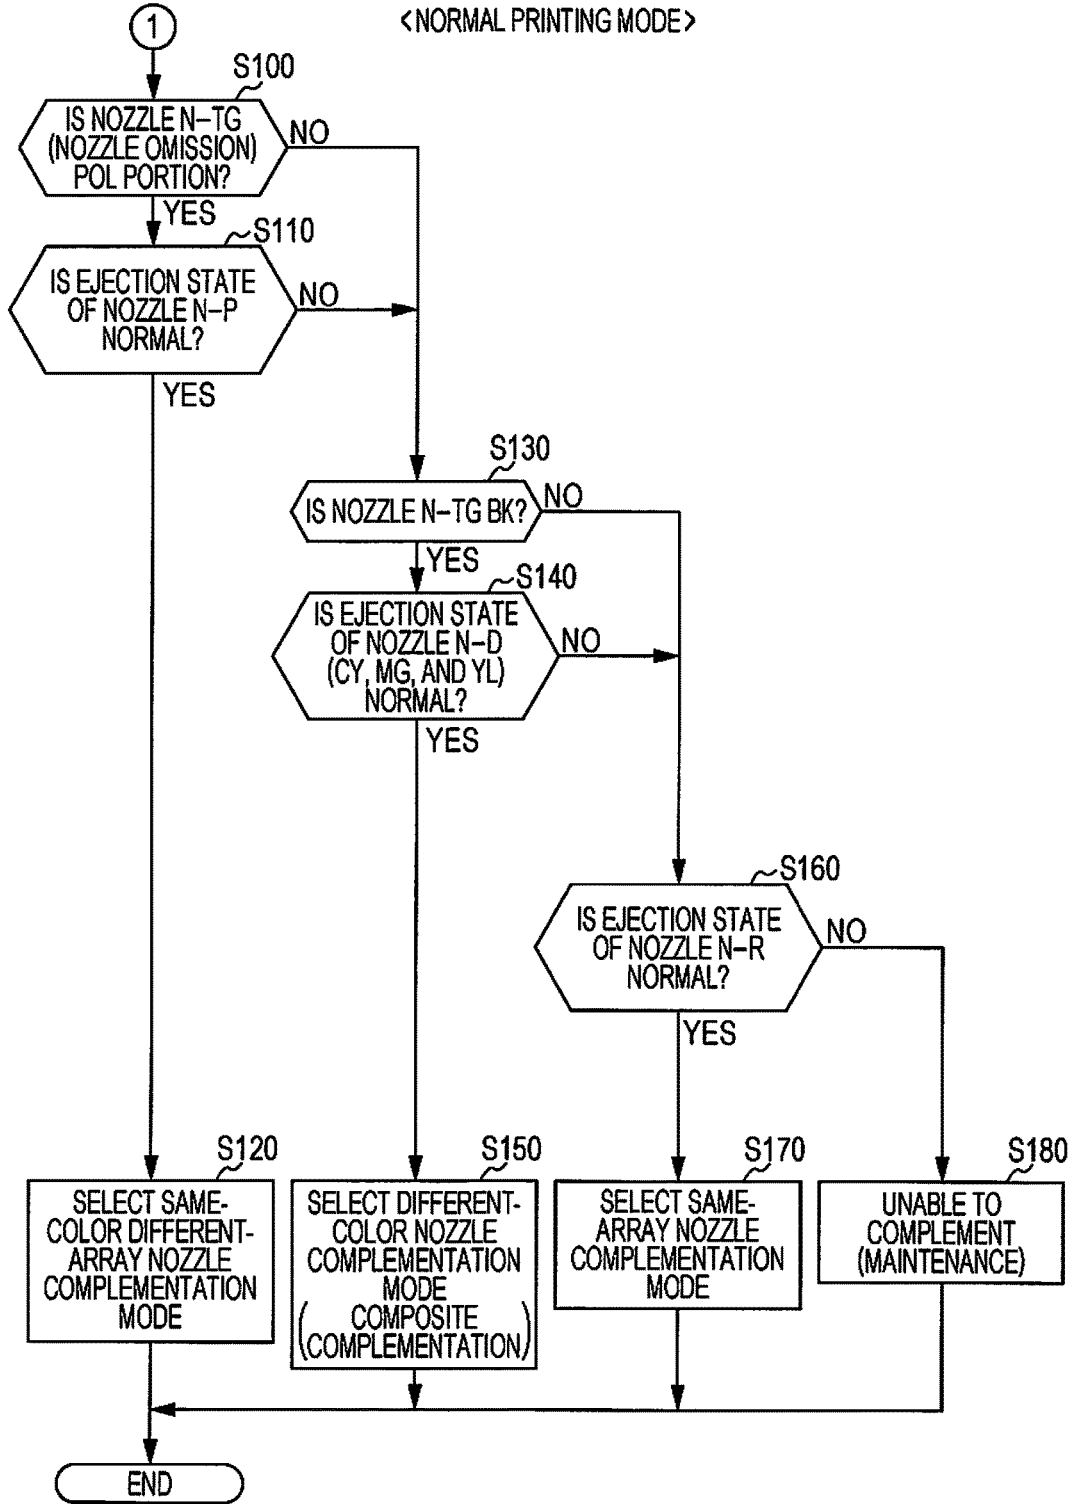 1
<NORMAL PRINTING MODE>
S100
IS NOZZLE N-TG
(NOZZLE OMISSION)
POL PORTION?
NO
YES
S110
IS EJECTION STATE
OF NOZZLE N-P
NORMAL?
NO
YES
S130
IS NOZZLE N-TG BK?
NO
YES
S140
IS EJECTION STATE
OF NOZZLE N-D
(CY, MG, AND YL)
NORMAL?
NO
YES
S160
IS EJECTION STATE
OF NOZZLE N-R
NORMAL?
NO
YES
S120
SELECT SAME-
COLOR DIFFERENT-
ARRAY NOZZLE
COMPLEMENTATION
MODE
S150
SELECT DIFFERENT-
COLOR NOZZLE
COMPLEMENTATION
MODE
(COMPOSITE
COMPLEMENTATION)
S170
SELECT SAME-
ARRAY NOZZLE
COMPLEMENTATION
MODE
S180
UNABLE TO
COMPLEMENT
(MAINTENANCE)
END